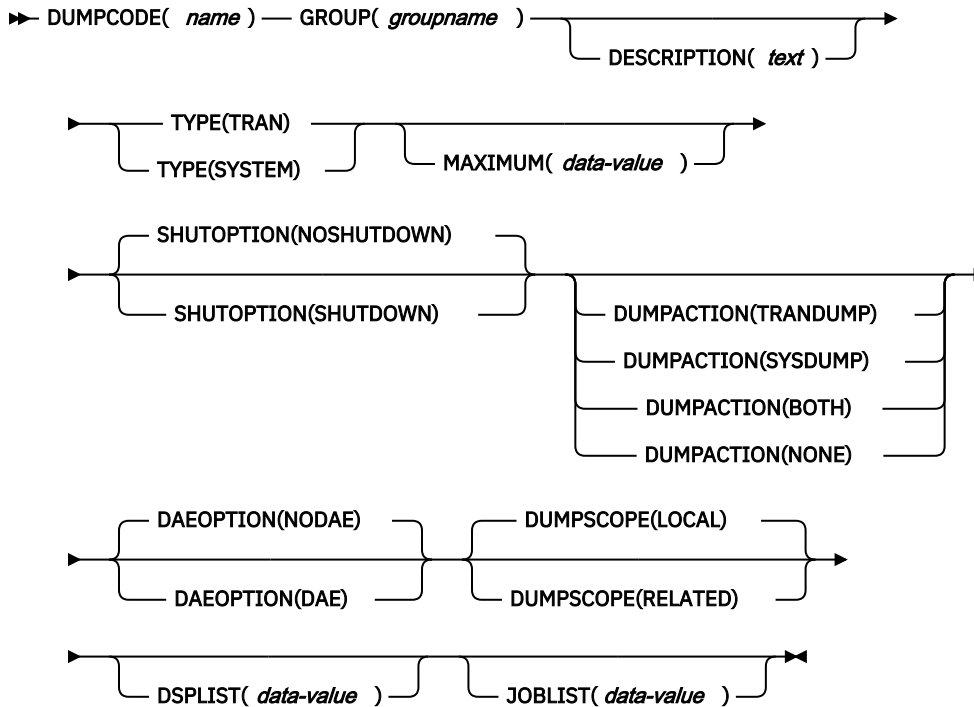 DUMPCODE( name ) GROUP( groupname )
DESCRIPTION( text )
TYPE(TRAN)
TYPE(SYSTEM)
MAXIMUM( data-value )
SHUTOPTION(NOSHUTDOWN)
SHUTOPTION(SHUTDOWN)
DUMPACTION(TRANDUMP)
DUMPACTION(SYSDUMP)
DUMPACTION(BOTH)
DUMPACTION(NONE)
DAEOPTION(NODAE)
DAEOPTION(DAE)
DUMPSCOPE(LOCAL)
DUMPSCOPE(RELATED)
DSPLIST( data-value )
JOBLIST( data-value )